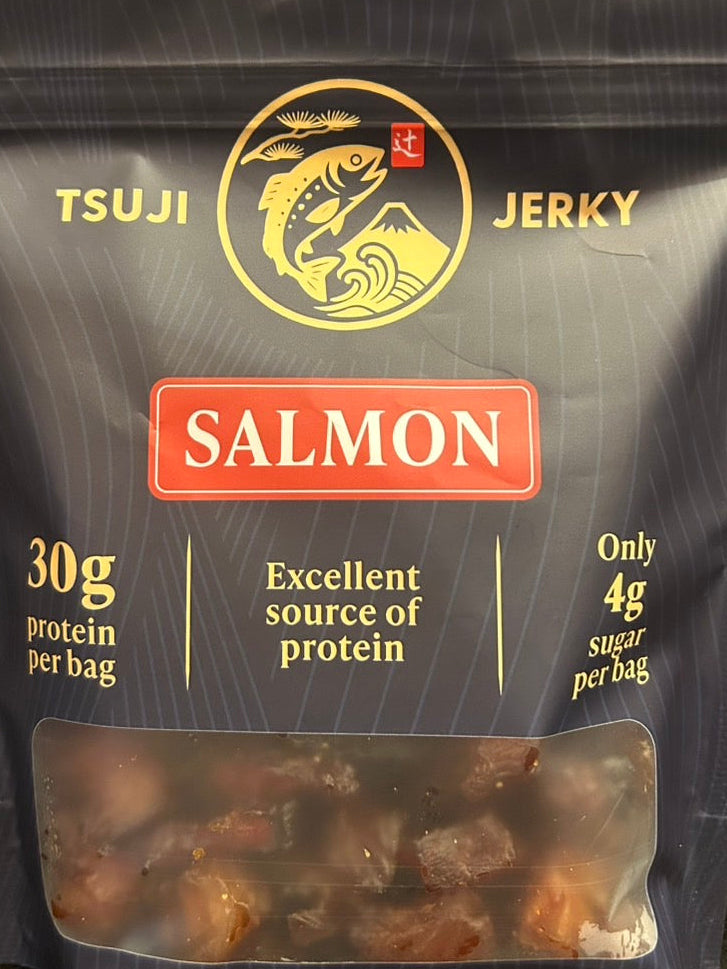 辻
TSUJI JERKY
SALMON
30g
protein
per bag
Excellent
source of
protein
Only
4g
sugar
per bag